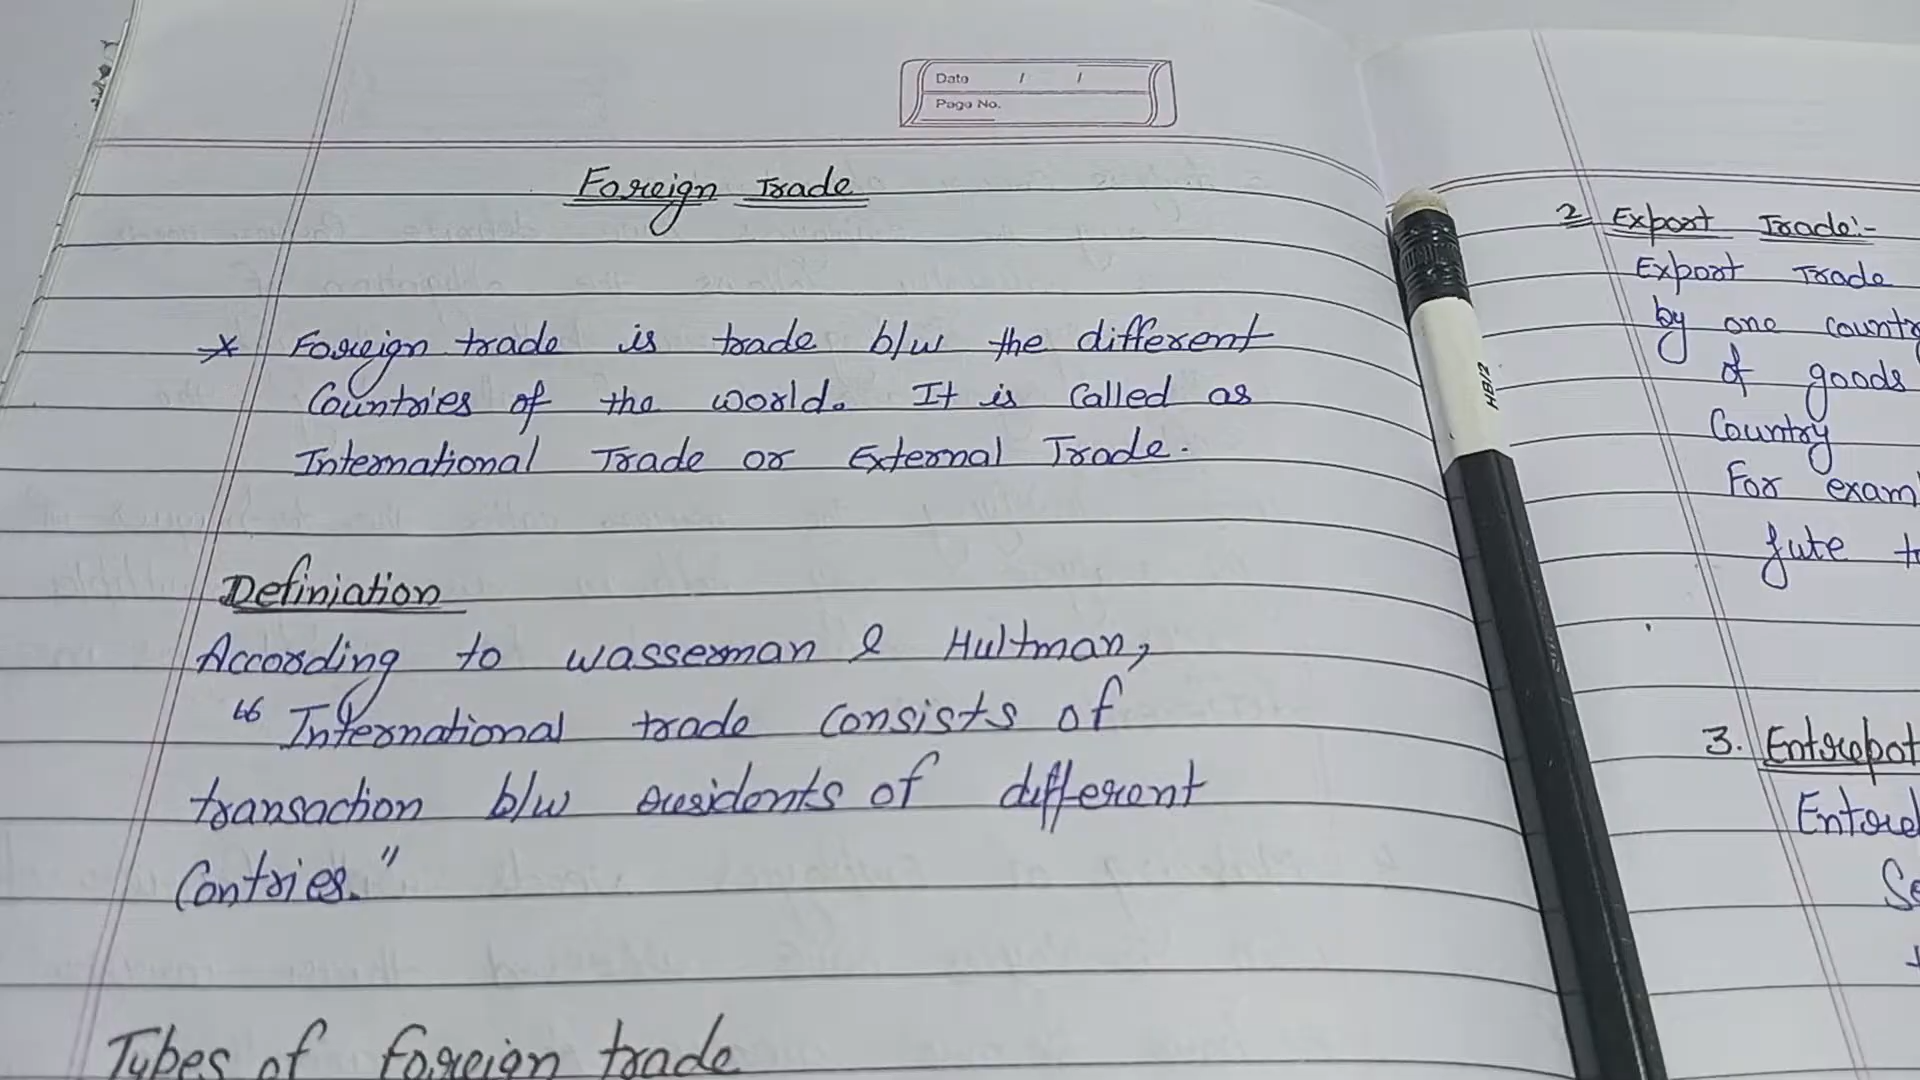 Date / /
Page No.
Foreign Trade
* Foreign trade is trade b/w the different
Countries of the world. It is called as
International Trade or External Trade.
Definiation
According to wasserman & Hultman,
“ International trade consists of
transaction b/w residents of different
Contries.”
Types of foreign trade
2 Export Trade:-
Export Trade
by one
of goods
Country
For
Jute
3. Entrepot
HB/2